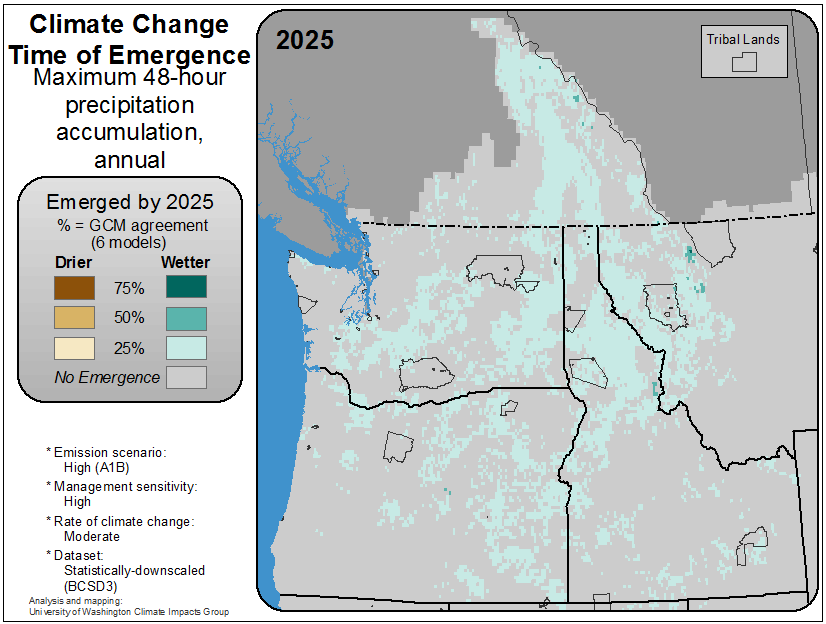 Climate Change
Time of Emergence
Maximum 48-hour
precipitation
accumulation,
annual
Emerged by 2025
% = GCM agreement
(6 models)
Drier Wetter
75%
50%
25%
No Emergence
* Emission scenario:
High (A1B)
* Management sensitivity:
High
* Rate of climate change:
Moderate
* Dataset:
Statistically-downscaled
(BCSD3)
Analysis and mapping:
University of Washington Climate Impacts Group
2025
Tribal Lands